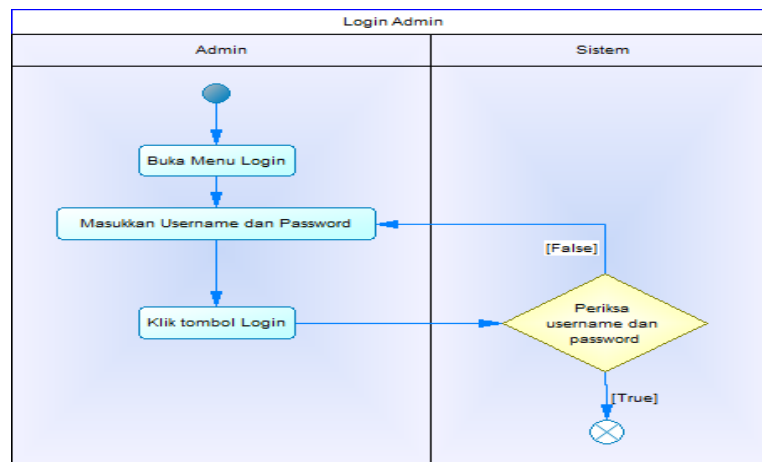 Login Admin
Admin
Sistem
Buka Menu Login
Masukkan Username dan Password
[False]
Klik tombol Login
Periksa
username dan
password
[True]